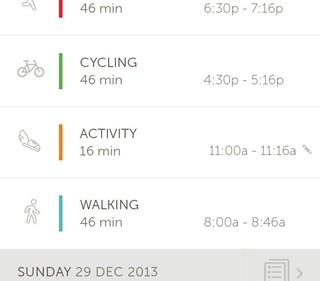 46 min 6:30p - 7:16p
CYCLING
46 min 4:30p - 5:16p
ACTIVITY
16 min 11:00a - 11:16a
WALKING
46 min 8:00a - 8:46a
SUNDAY 29 DEC 2013